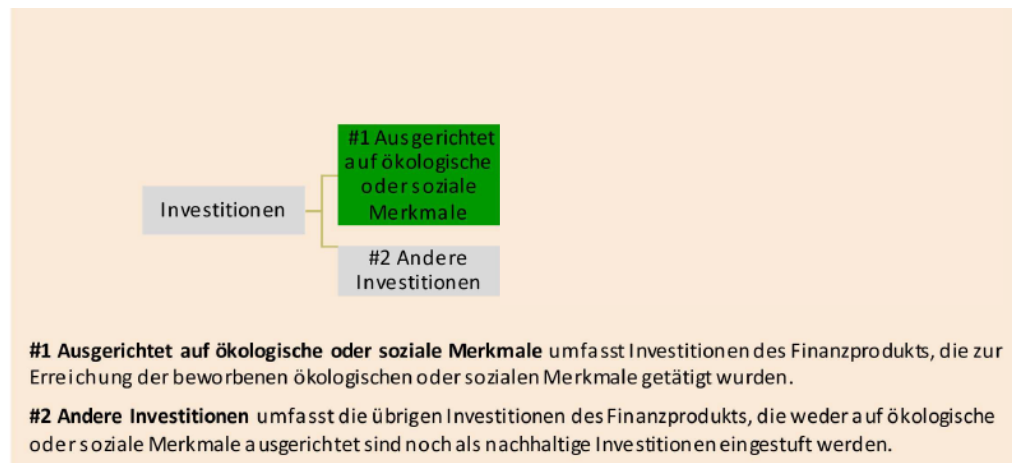 #1 Ausgerichtet
auf ökologische
oder soziale
Merkmale
Investitionen
#2 Andere
Investitionen
#1 Ausgerichtet auf ökologische oder soziale Merkmale umfasst Investitionen des Finanzprodukts, die zur
Erreichung der beworbenen ökologischen oder sozialen Merkmale getätigt wurden.
#2 Andere Investitionen umfasst die übrigen Investitionen des Finanzprodukts, die weder auf ökologische
oder soziale Merkmale ausgerichtet sind noch als nachhaltige Investitionen eingestuft werden.